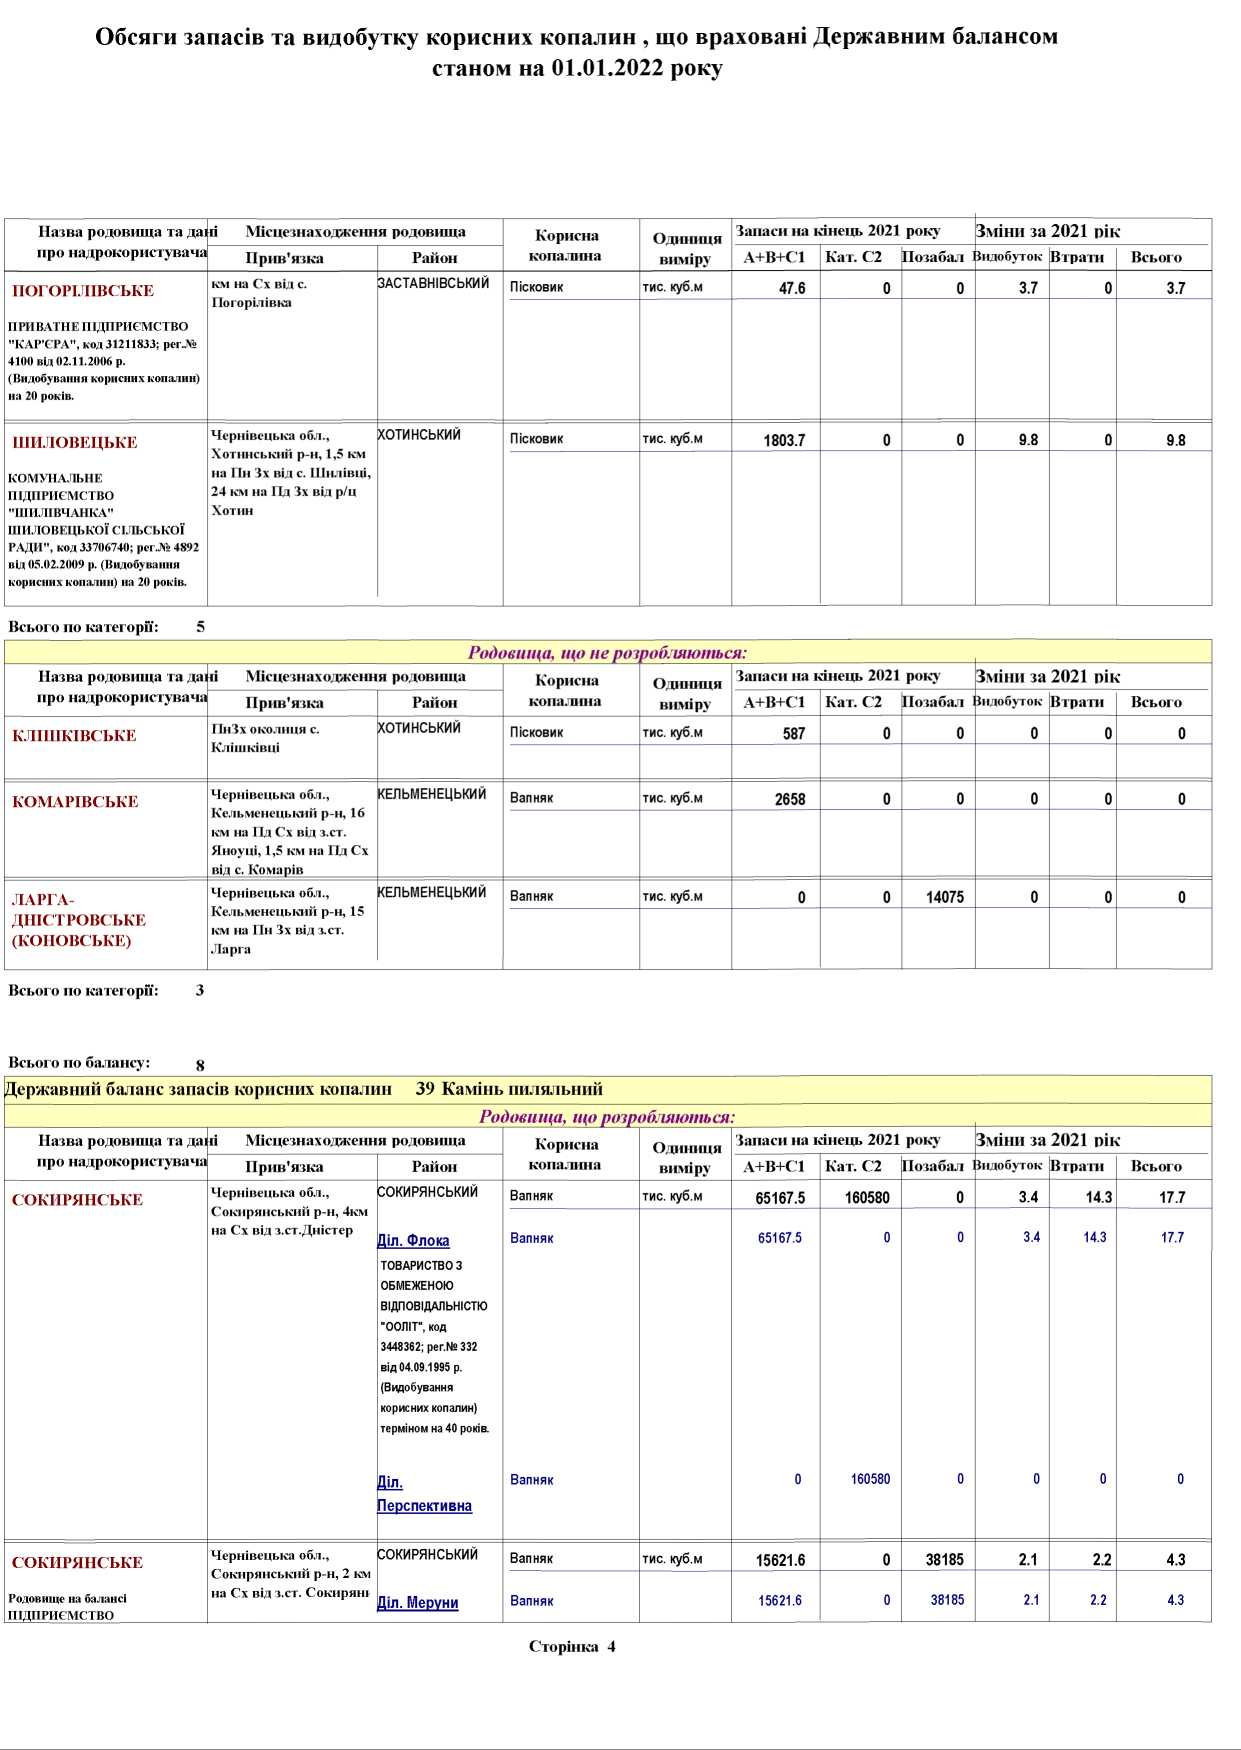 Обсяги запасів та видобутку корисних копалин , що враховані Державним балансом
станом на 01.01.2022 року
Назва родовища та дані про надрокористувача Місцезнаходження родовища Корисна копалина Одиниця виміру Запаси на кінець 2021 року Зміни за 2021 рік
Прив'язка Район А+В+С1 Кат. С2 Позабал Видобуток Втрати Всього
ПОГОРІЛІВСЬКЕ
ПРИВАТНЕ ПІДПРИЄМСТВО
"КАР'ЄРА", код 31211833; рег.№
4100 від 02.11.2006 р.
(Видобування корисних копалин)
на 20 років.
км на Сх від с.
Погорілівка
ЗАСТАВНІВСЬКИЙ
Пісковик тис. куб.м 47.6 0 0 3.7 0 3.7
ШИЛОВЕЦЬКЕ
КОМУНАЛЬНЕ
ПІДПРИЄМСТВО
"ШИЛІВЧАНКА"
ШИЛОВЕЦЬКОЇ СІЛЬСЬКОЇ
РАДИ", код 33706740; рег.№ 4892
від 05.02.2009 р. (Видобування
корисних копалин) на 20 років.
Чернівецька обл.,
Хотинський р-н, 1,5 км
на Пн Зх від с. Шилівці,
24 км на Пд Зх від р/ц
Хотин
ХОТИНСЬКИЙ
Пісковик тис. куб.м 1803.7 0 0 9.8 0 9.8
Всього по категорії: 5
Родовища, що не розробляються:
Назва родовища та дані про надрокористувача Місцезнаходження родовища Корисна копалина Одиниця виміру Запаси на кінець 2021 року Зміни за 2021 рік
Прив'язка Район А+В+С1 Кат. С2 Позабал Видобуток Втрати Всього
КЛІШКІВСЬКЕ
ПнЗх околиця с.
Клішківці
ХОТИНСЬКИЙ
Пісковик тис. куб.м 587 0 0 0 0 0
КОМАРІВСЬКЕ
Чернівецька обл.,
Кельменецький р-н, 16
км на Пд Сх від з.ст.
Яноуці, 1,5 км на Пд Сх
від с. Комарів
КЕЛЬМЕНЕЦЬКИЙ
Вапняк тис. куб.м 2658 0 0 0 0 0
ЛАРГА-
ДНІСТРОВСЬКЕ
(КОНОВСЬКЕ)
Чернівецька обл.,
Кельменецький р-н, 15
км на Пн Зх від з.ст.
Ларга
КЕЛЬМЕНЕЦЬКИЙ
Вапняк тис. куб.м 0 0 14075 0 0 0
Всього по категорії: 3
Всього по балансу: 8
Державний баланс запасів корисних копалин 39 Камінь пиляльний
Родовища, що розробляються:
Назва родовища та дані про надрокористувача Місцезнаходження родовища Корисна копалина Одиниця виміру Запаси на кінець 2021 року Зміни за 2021 рік
Прив'язка Район А+В+С1 Кат. С2 Позабал Видобуток Втрати Всього
СОКИРЯНСЬКЕ
Чернівецька обл.,
Сокирянський р-н, 4км
на Сх від з.ст.Дністер
СОКИРЯНСЬКИЙ
Вапняк тис. куб.м 65167.5 160580 0 3.4 14.3 17.7
Діл. Флока Вапняк 65167.5 0 0 3.4 14.3 17.7
ТОВАРИСТВО З
ОБМЕЖЕНОЮ
ВІДПОВІДАЛЬНІСТЮ
"ООЛІТ", код
3448362; рег.№ 332
від 04.09.1995 р.
(Видобування
корисних копалин)
терміном на 40 років.
Діл. Вапняк 0 160580 0 0 0 0
Перспективна
СОКИРЯНСЬКЕ
Родовище на балансі
ПІДПРИЄМСТВО
Чернівецька обл.,
Сокирянський р-н, 2 км
на Сх від з.ст. Сокиряни
СОКИРЯНСЬКИЙ
Вапняк тис. куб.м 15621.6 0 38185 2.1 2.2 4.3
Діл. Меруни Вапняк 15621.6 0 38185 2.1 2.2 4.3
Сторінка 4